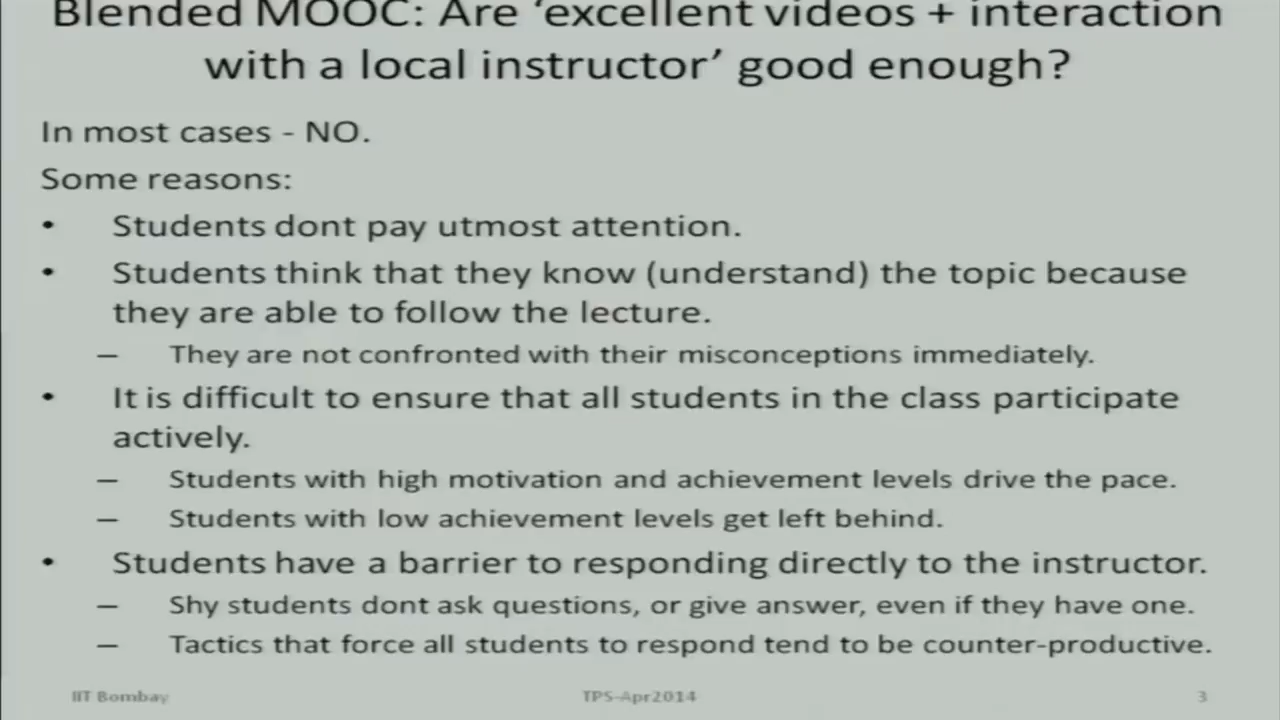 Blended MOOC: Are ‘excellent videos + interaction
with a local instructor’ good enough?
In most cases - NO.
Some reasons:
• Students dont pay utmost attention.
• Students think that they know (understand) the topic because
they are able to follow the lecture.
– They are not confronted with their misconceptions immediately.
• It is difficult to ensure that all students in the class participate
actively.
– Students with high motivation and achievement levels drive the pace.
– Students with low achievement levels get left behind.
• Students have a barrier to responding directly to the instructor.
– Shy students dont ask questions, or give answer, even if they have one.
– Tactics that force all students to respond tend to be counter-productive.
IIT Bombay TPS-Apr2014 3